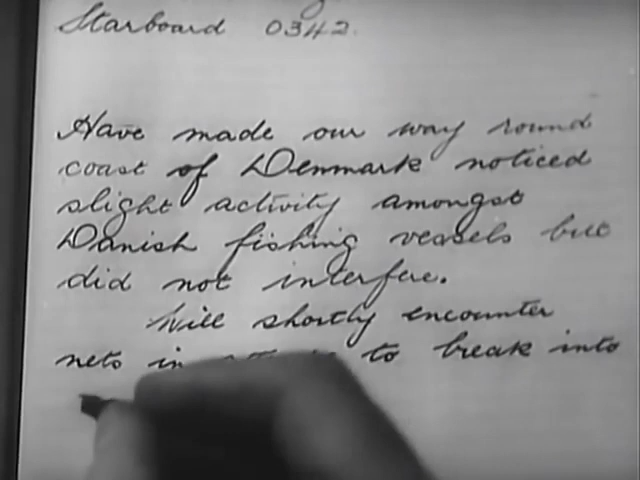 Starboard 0342.
Have made our way round
coast of Denmark noticed
slight activity amongst
Danish fishing vessels but
did not interfere.
Will shortly encounter
nets in to break into